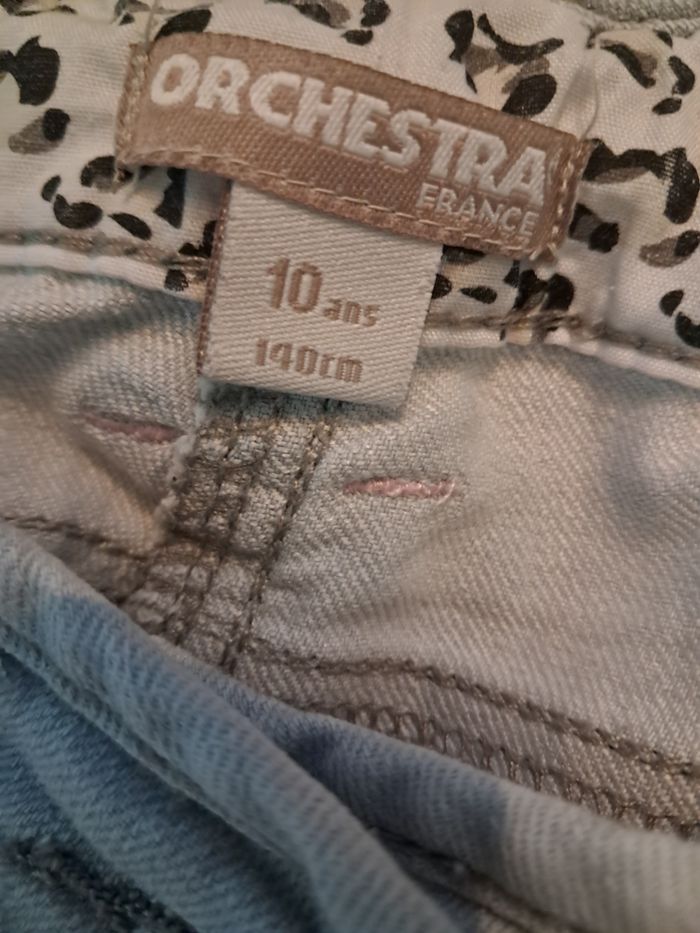 ORCHESTRA
FRANCE
10 ans
140cm